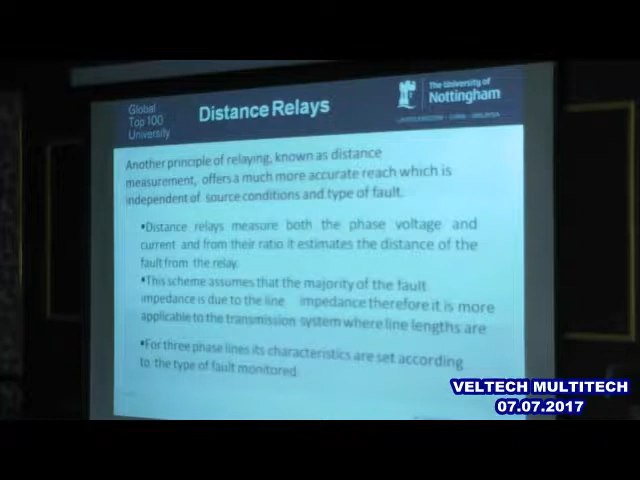 Global
Top 100
University
Distance Relays
The University of
Nottingham
Another principle of relaying, known as distance
measurement, offers a much more accurate reach which is
independent of source conditions and type of fault.
•Distance relays measure both the phase voltage and
current and from their ratio it estimates the distance of the
fault from the relay.
•This scheme assumes that the majority of the fault
impedance is due to the line impedance therefore it is more
applicable to the transmission system where line lengths are
•For three phase lines its characteristics are set according
to the type of fault monitored.
VELTECH MULTITECH
07.07.2017